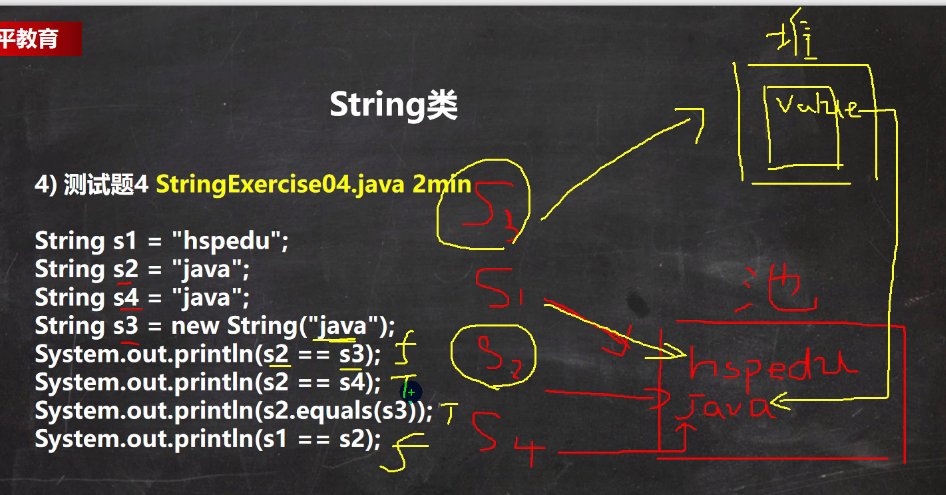 平教育
堆
String类
value
4) 测试题4 StringExercise04.java 2min
S3
String s1 = "hspedu";
String s2 = "java";
S1
池
String s4 = "java";
String s3 = new String("java");
System.out.println(s2 == s3); f
S2
hspedu
System.out.println(s2 == s4); T
java
System.out.println(s2.equals(s3)); T
S4
System.out.println(s1 == s2); f